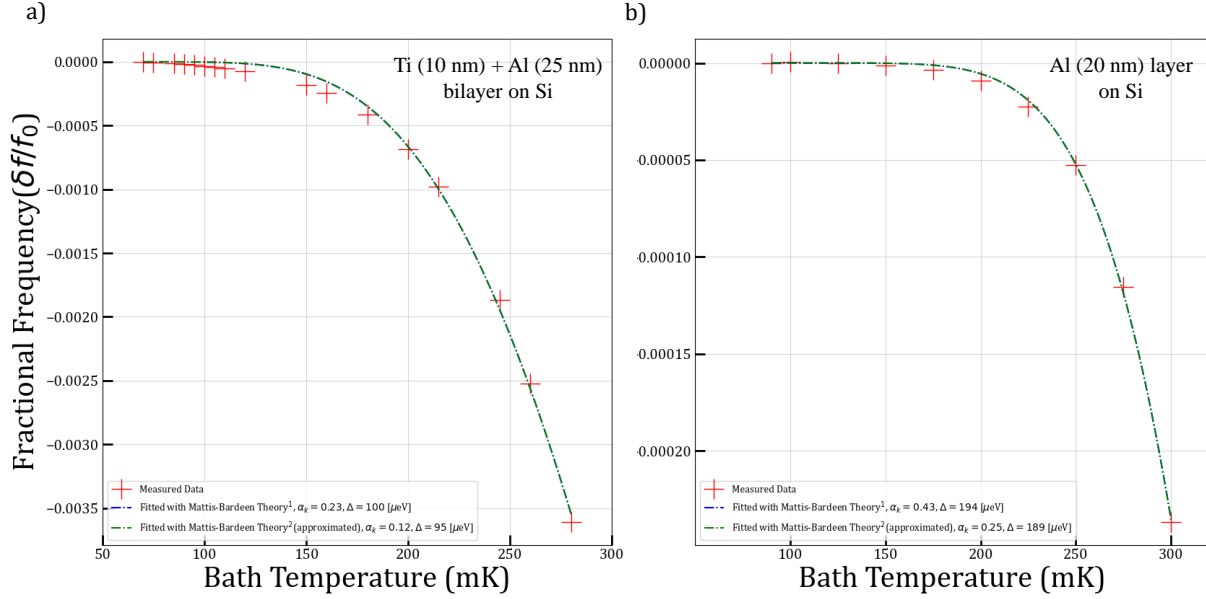 a)
Fractional Frequency(δf/f₀)
0.0000
−0.0005
−0.0010
−0.0015
−0.0020
−0.0025
−0.0030
−0.0035
Ti (10 nm) + Al (25 nm)
bilayer on Si
Measured Data
Fitted with Mattis-Bardeen Theory¹, αₖ = 0.23, Δ = 100 [μeV]
Fitted with Mattis-Bardeen Theory²(approximated), αₖ = 0.12, Δ = 95 [μeV]
50 100 150 200 250 300
Bath Temperature (mK)
b)
0.00000
0.00005
0.00010
0.00015
0.00020
Al (20 nm) layer
on Si
Measured Data
Fitted with Mattis-Bardeen Theory¹, αₖ = 0.43, Δ = 194 [μeV]
Fitted with Mattis-Bardeen Theory²(approximated), αₖ = 0.25, Δ = 189 [μeV]
100 150 200 250 300
Bath Temperature (mK)